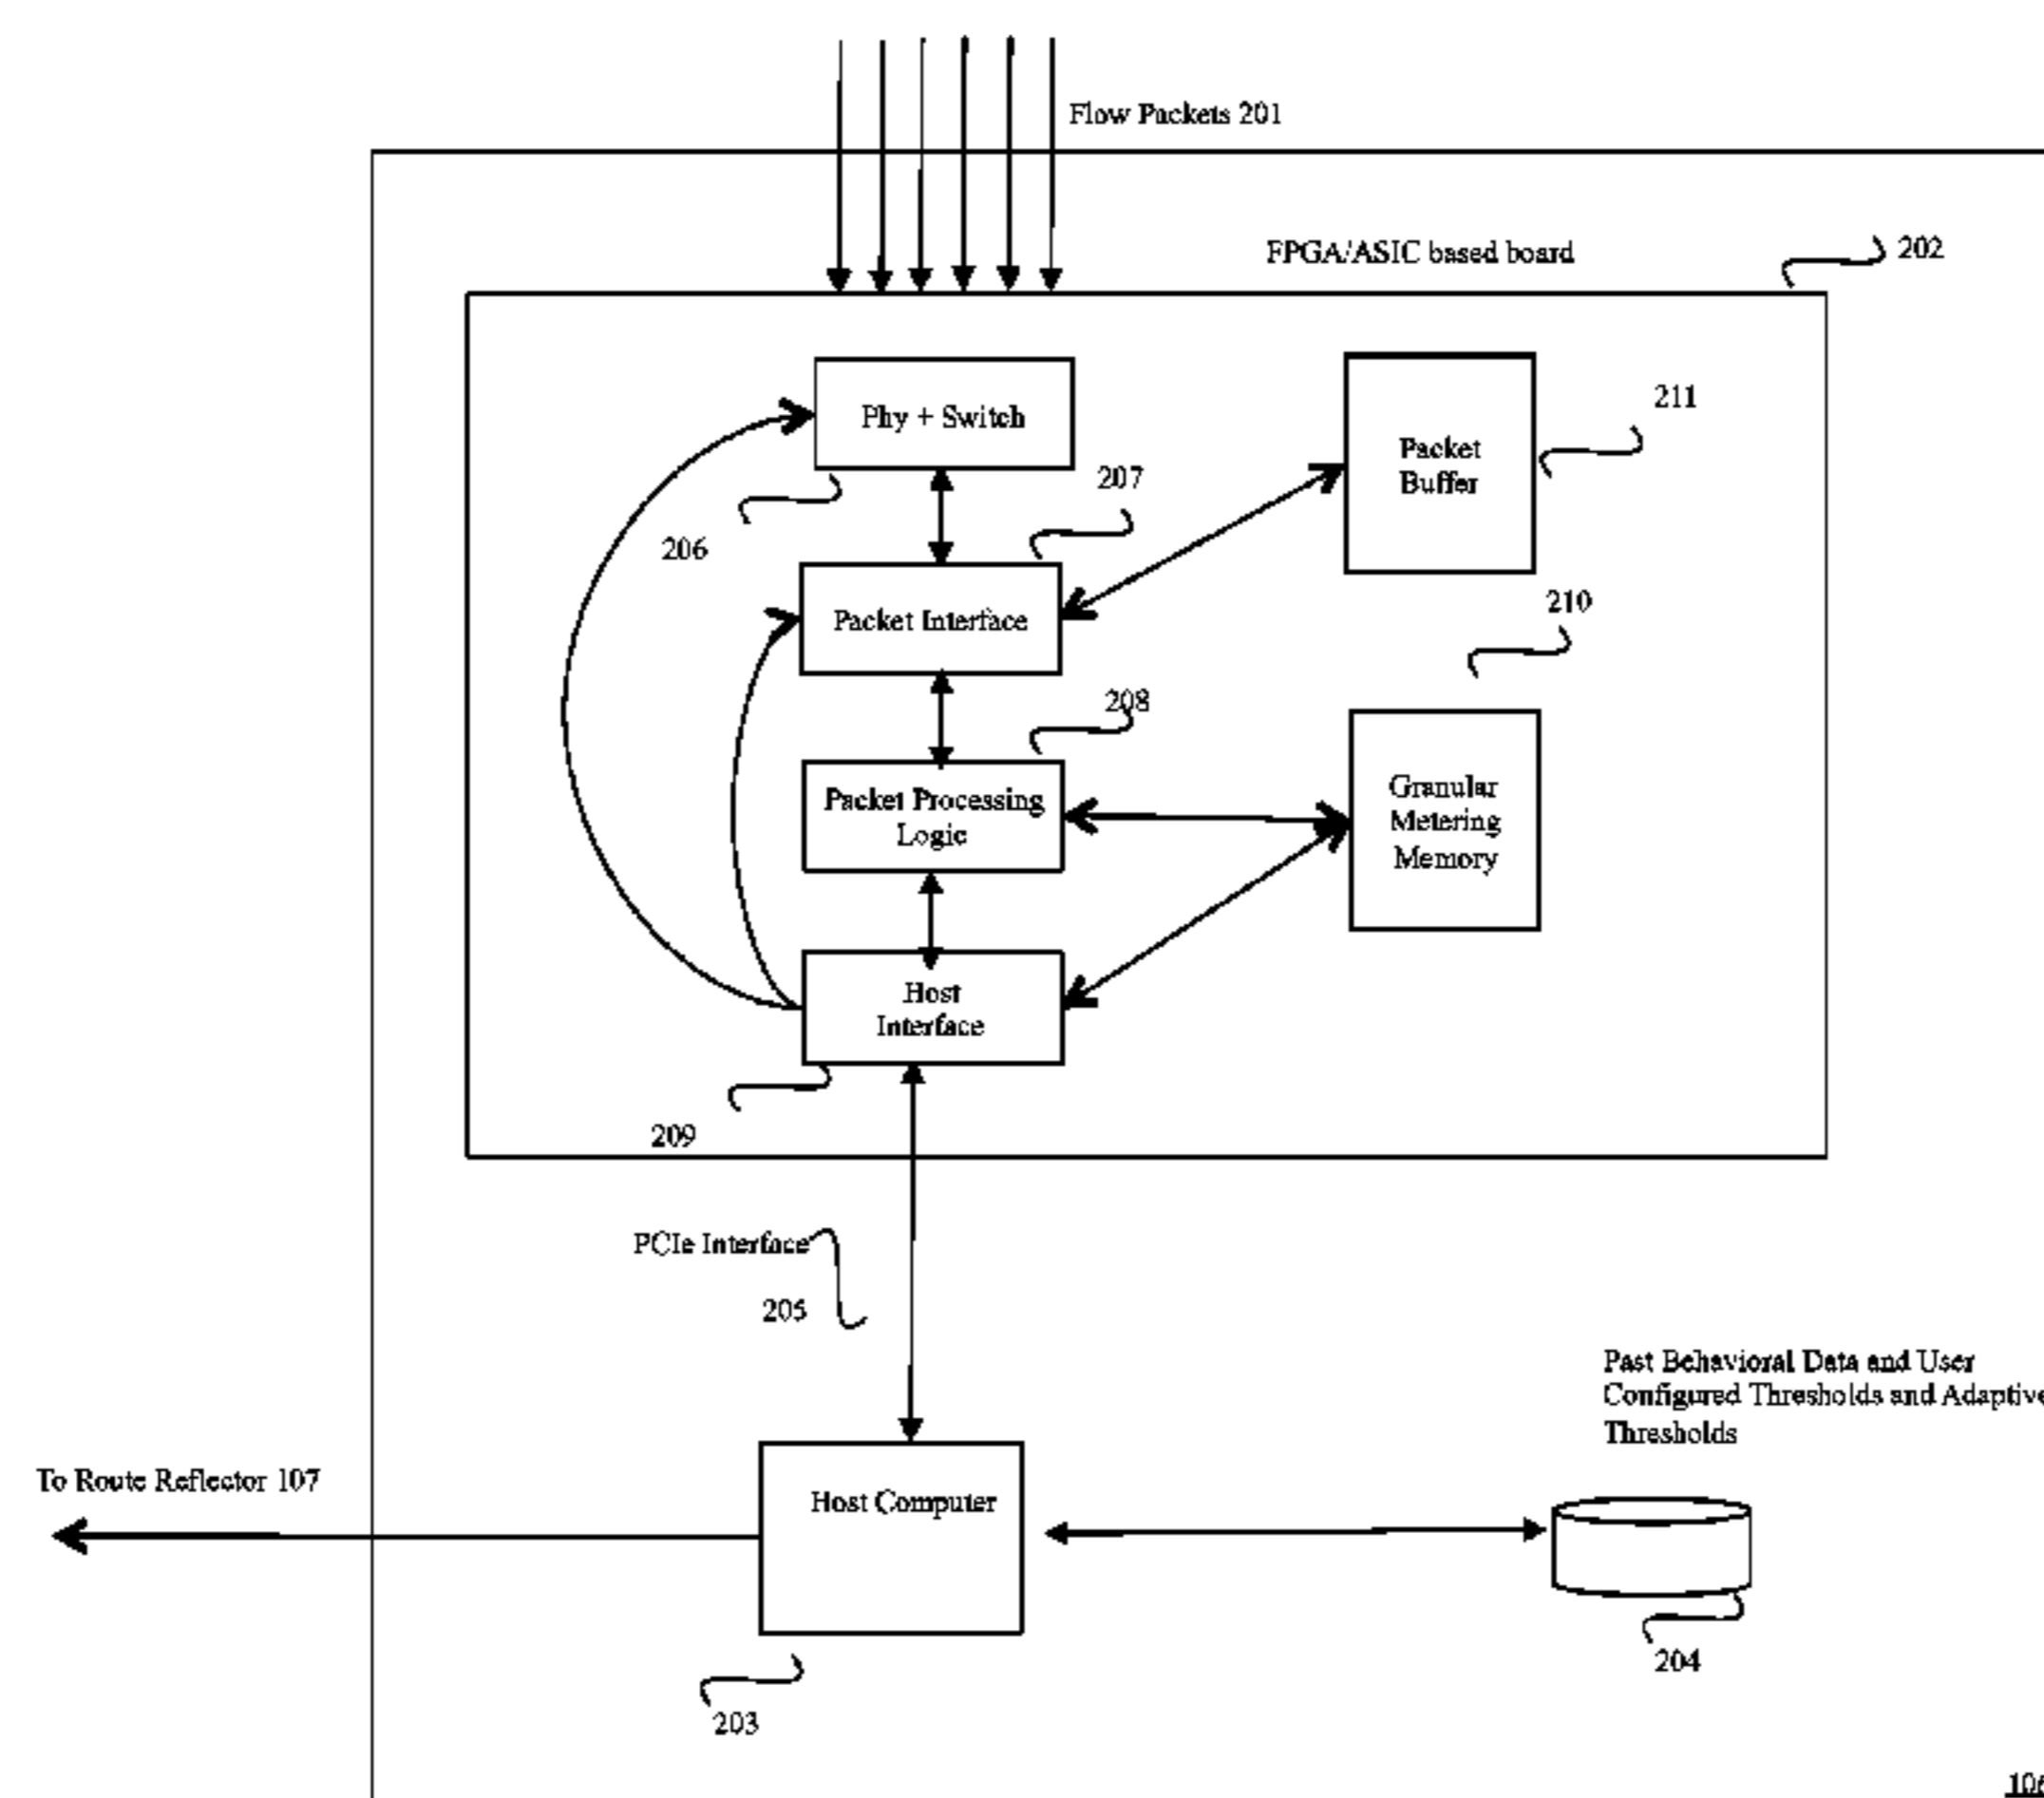 Flow Packets 201
FPGA/ASIC based board
202
Phy + Switch
206
207
Packet
Buffer
211
Packet Interface
210
208
Packet Processing
Logic
Granular
Metering
Memory
Host
Interface
209
PCIe Interface
205
Past Behavioral Data and User
Configured Thresholds and Adaptive
Thresholds
To Route Reflector 107
Host Computer
204
203
106